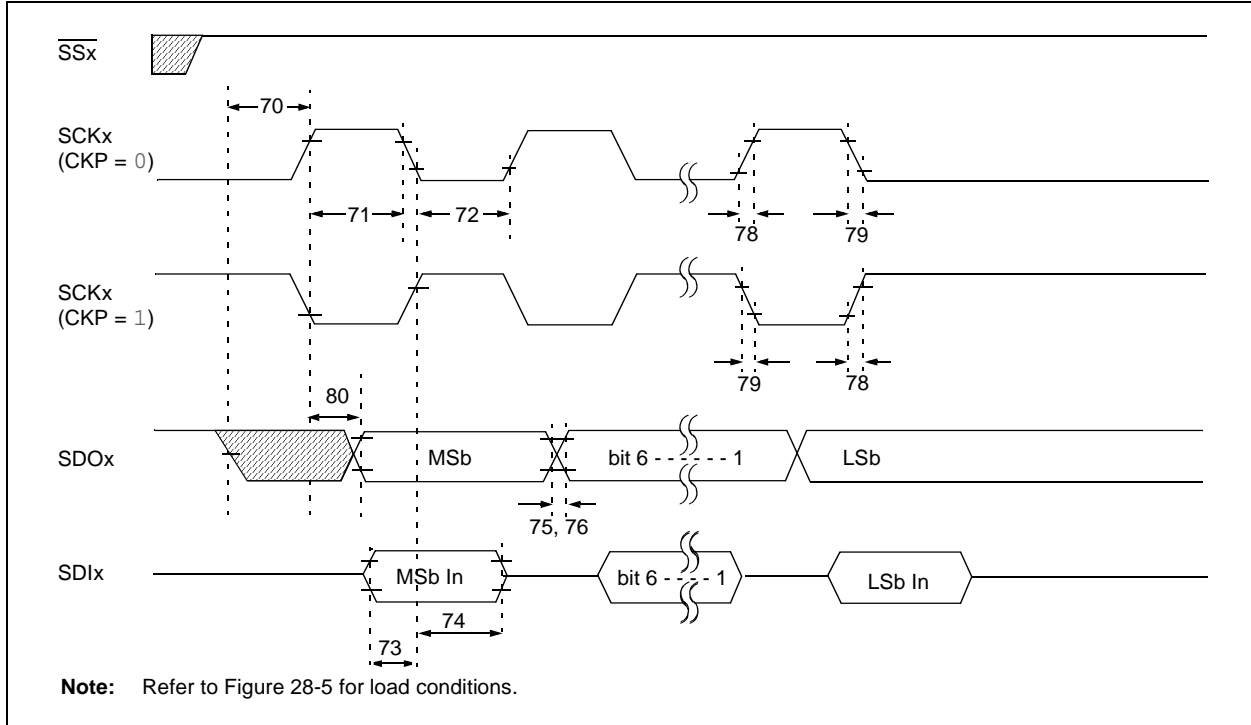 SSx
70
SCKx
(CKP = 0)
71
72
78
79
SCKx
(CKP = 1)
79
78
80
SDOx
MSb
bit 6 - - - - - - 1
LSb
75, 76
SDIx
MSb In
bit 6 - - - - - 1
LSb In
74
73
Note: Refer to Figure 28-5 for load conditions.